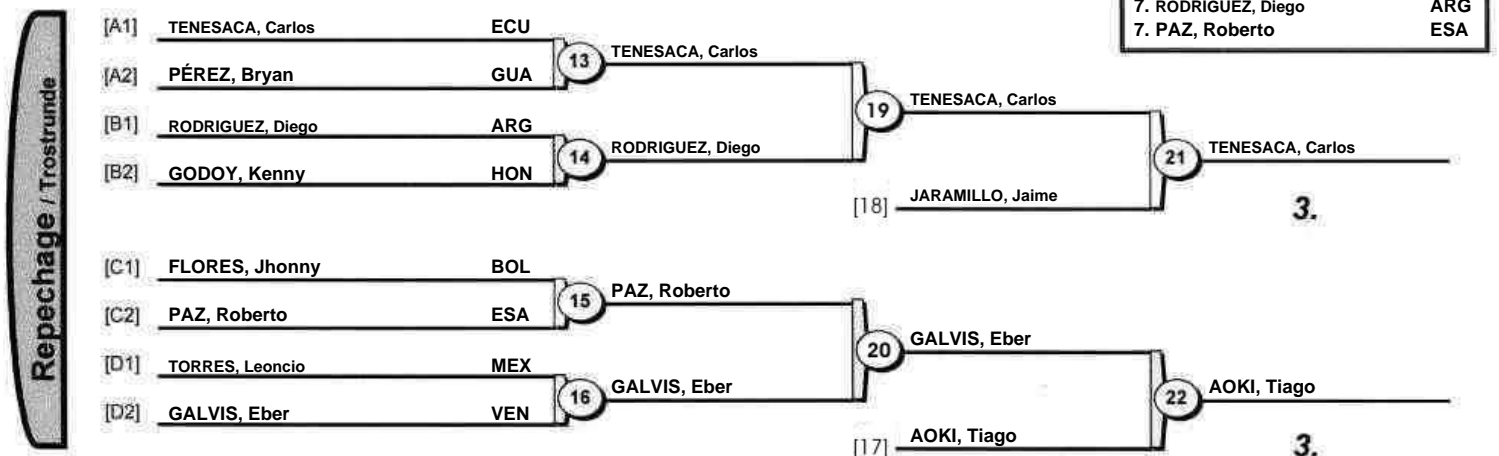 7. RODRIGUEZ, Diego ARG
7. PAZ, Roberto ESA
Repechage / Trostrunde
[A1] TENESACA, Carlos ECU
[A2] PÉREZ, Bryan GUA
13 TENESACA, Carlos
[B1] RODRIGUEZ, Diego ARG
[B2] GODOY, Kenny HON
14 RODRIGUEZ, Diego
19 TENESACA, Carlos
[18] JARAMILLO, Jaime
21 TENESACA, Carlos
3.
[C1] FLORES, Jhonny BOL
[C2] PAZ, Roberto ESA
15 PAZ, Roberto
[D1] TORRES, Leoncio MEX
[D2] GALVIS, Eber VEN
16 GALVIS, Eber
20 GALVIS, Eber
[17] AOKI, Tiago
22 AOKI, Tiago
3.